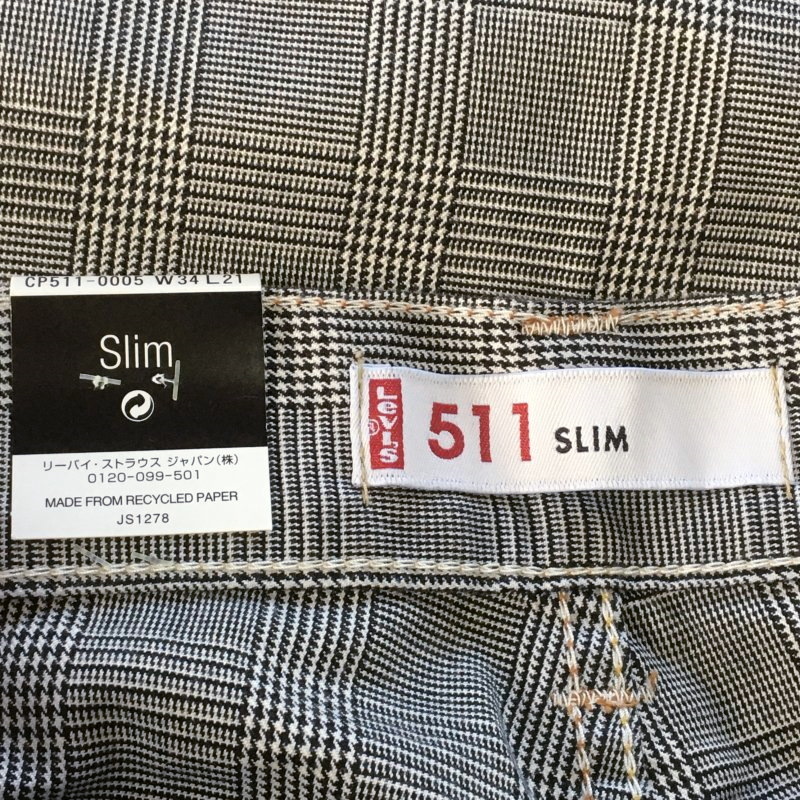 CP511-0005 W34 L21
Slim
リーバイ・ストラウス ジャパン(株)
0120-099-501
MADE FROM RECYCLED PAPER
JS1278
Levi's®
511 SLIM